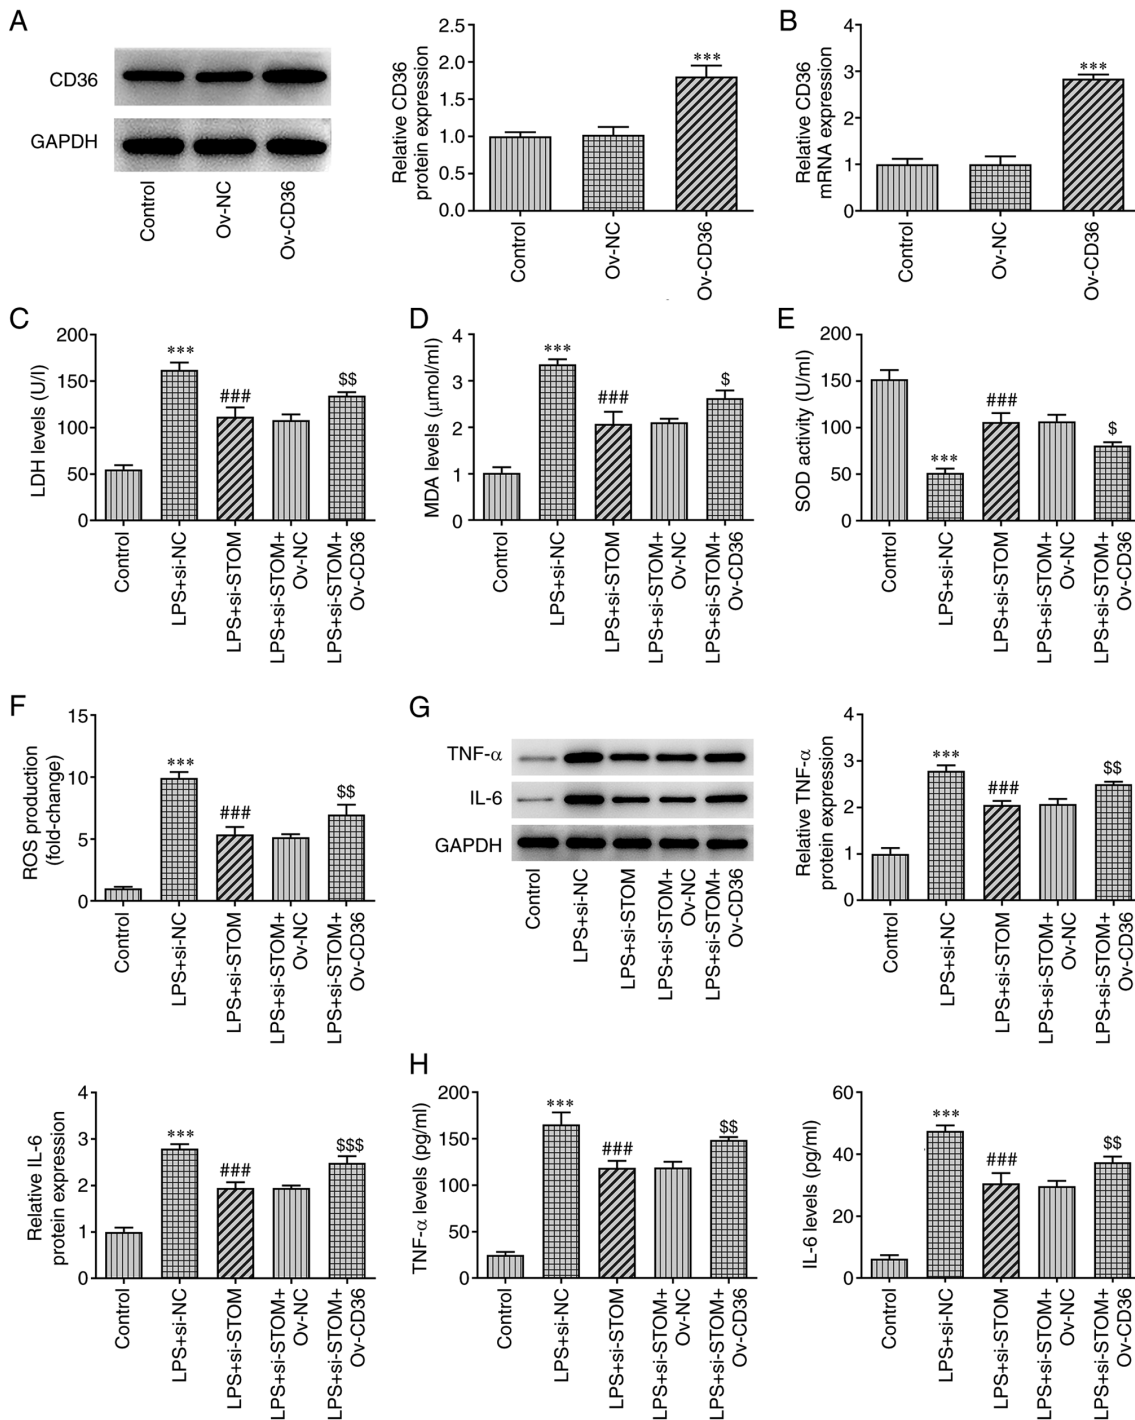 A
CD36
GAPDH
Control
Ov-NC
Ov-CD36
Relative CD36
protein expression
2.5
2.0
1.5
1.0
0.5
0.0
***
Control
Ov-NC
Ov-CD36
B
Relative CD36
mRNA expression
4
3
2
1
0
***
Control
Ov-NC
Ov-CD36
C
LDH levels (U/l)
200
150
100
50
0
***
###
$$
Control
LPS+si-NC
LPS+si-STOM
LPS+si-STOM+
Ov-NC
LPS+si-STOM+
Ov-CD36
D
MDA levels (μmol/ml)
4
3
2
1
0
***
###
$
Control
LPS+si-NC
LPS+si-STOM
LPS+si-STOM+
Ov-NC
LPS+si-STOM+
Ov-CD36
E
SOD activity (U/ml)
200
150
100
50
0
***
###
$
Control
LPS+si-NC
LPS+si-STOM
LPS+si-STOM+
Ov-NC
LPS+si-STOM+
Ov-CD36
F
ROS production
(fold-change)
15
10
5
0
***
###
$$
Control
LPS+si-NC
LPS+si-STOM
LPS+si-STOM+
Ov-NC
LPS+si-STOM+
Ov-CD36
G
TNF-α
IL-6
GAPDH
Control
LPS+si-NC
LPS+si-STOM
LPS+si-STOM+
Ov-NC
LPS+si-STOM+
Ov-CD36
Relative TNF-α
protein expression
4
3
2
1
0
***
###
$$
Control
LPS+si-NC
LPS+si-STOM
LPS+si-STOM+
Ov-NC
LPS+si-STOM+
Ov-CD36
Relative IL-6
protein expression
4
3
2
1
0
***
###
$$$
Control
LPS+si-NC
LPS+si-STOM
LPS+si-STOM+
Ov-NC
LPS+si-STOM+
Ov-CD36
H
TNF-α levels (pg/ml)
200
150
100
50
0
***
###
$$
Control
LPS+si-NC
LPS+si-STOM
LPS+si-STOM+
Ov-NC
LPS+si-STOM+
Ov-CD36
IL-6 levels (pg/ml)
60
40
20
0
***
###
$$
Control
LPS+si-NC
LPS+si-STOM
LPS+si-STOM+
Ov-NC
LPS+si-STOM+
Ov-CD36